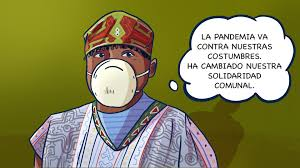 LA PANDEMIA VA
CONTRA NUESTRAS
COSTUMBRES.
HA CAMBIADO NUESTRA
SOLIDARIDAD
COMUNAL.